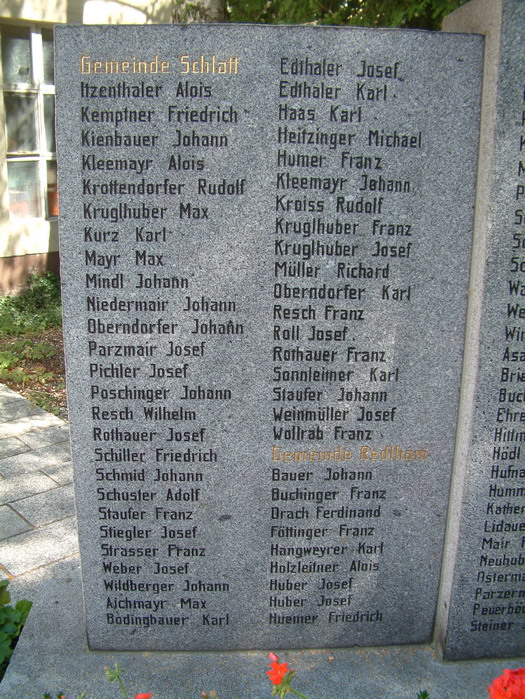 Gemeinde Schlatt
Itzenthaler Alois
Kemptner Friedrich
Kienbauer Johann
Kleemayr Alois
Krottendorfer Rudolf
Kruglhuber Max
Kurz Karl
Mayr Max
Mindl Johann
Niedermair Johann
Oberndorfer Johann
Parzmair Josef
Pichler Josef
Poschinger Johann
Resch Wilhelm
Rothauer Josef
Schiller Friedrich
Schmid Johann
Schuster Adolf
Staufer Franz
Stiegler Josef
Strasser Franz
Weber Josef
Wildberger Johann
Aichmayr Max
Bödingbauer Karl
Edthaler Josef
Edthaler Karl
Haas Karl
Heitzinger Michael
Humer Franz
Kleemayr Johann
Kroiss Rudolf
Kruglhuber Franz
Kruglhuber Josef
Müller Richard
Oberndorfer Karl
Resch Franz
Roll Josef
Rothauer Franz
Sonnleitner Karl
Staufer Johann
Weinmüller Josef
Wollrab Franz
Gemeinde
Bauer Johann
Buchinger Franz
Drach Ferdinand
Föttinger Franz
Hangweyrer Karl
Holzleitner Alois
Huber Josef
Huber Josef
Huemer Friedrich